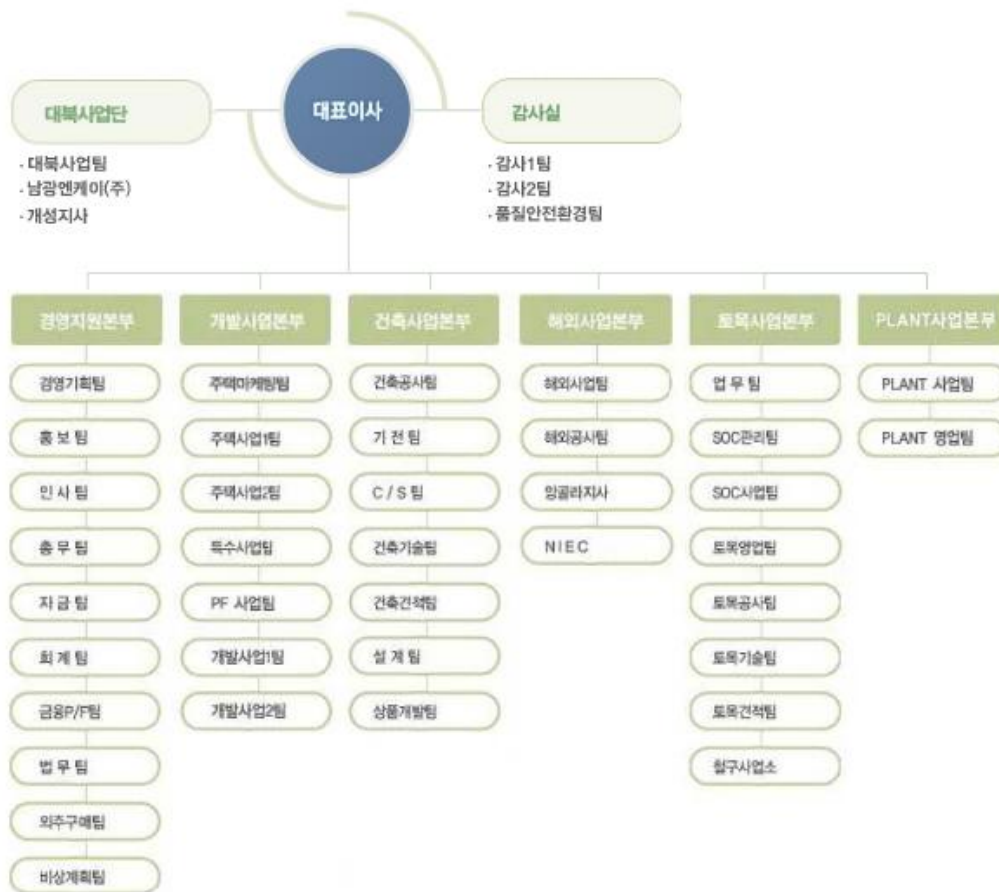 대표이사
대북사업단
· 대북사업팀
· 남광엔케이(주)
· 개성지사
감사실
· 감사1팀
· 감사2팀
· 품질안전환경팀
경영지원본부
경영기획팀
홍 보 팀
인 사 팀
총 무 팀
자 금 팀
회 계 팀
금융P/F팀
법 무 팀
외주구매팀
비상계획팀
개발사업본부
주택마케팅팀
주택사업1팀
주택사업2팀
특수사업팀
PF 사업팀
개발사업1팀
개발사업2팀
건축사업본부
건축공사팀
기 전 팀
C / S 팀
건축기술팀
건축견적팀
설 계 팀
상품개발팀
해외사업본부
해외사업팀
해외공사팀
앙골라지사
NIEC
토목사업본부
업 무 팀
SOC관리팀
SOC사업팀
토목영업팀
토목공사팀
토목기술팀
토목견적팀
철구사업소
PLANT사업본부
PLANT 사업팀
PLANT 영업팀